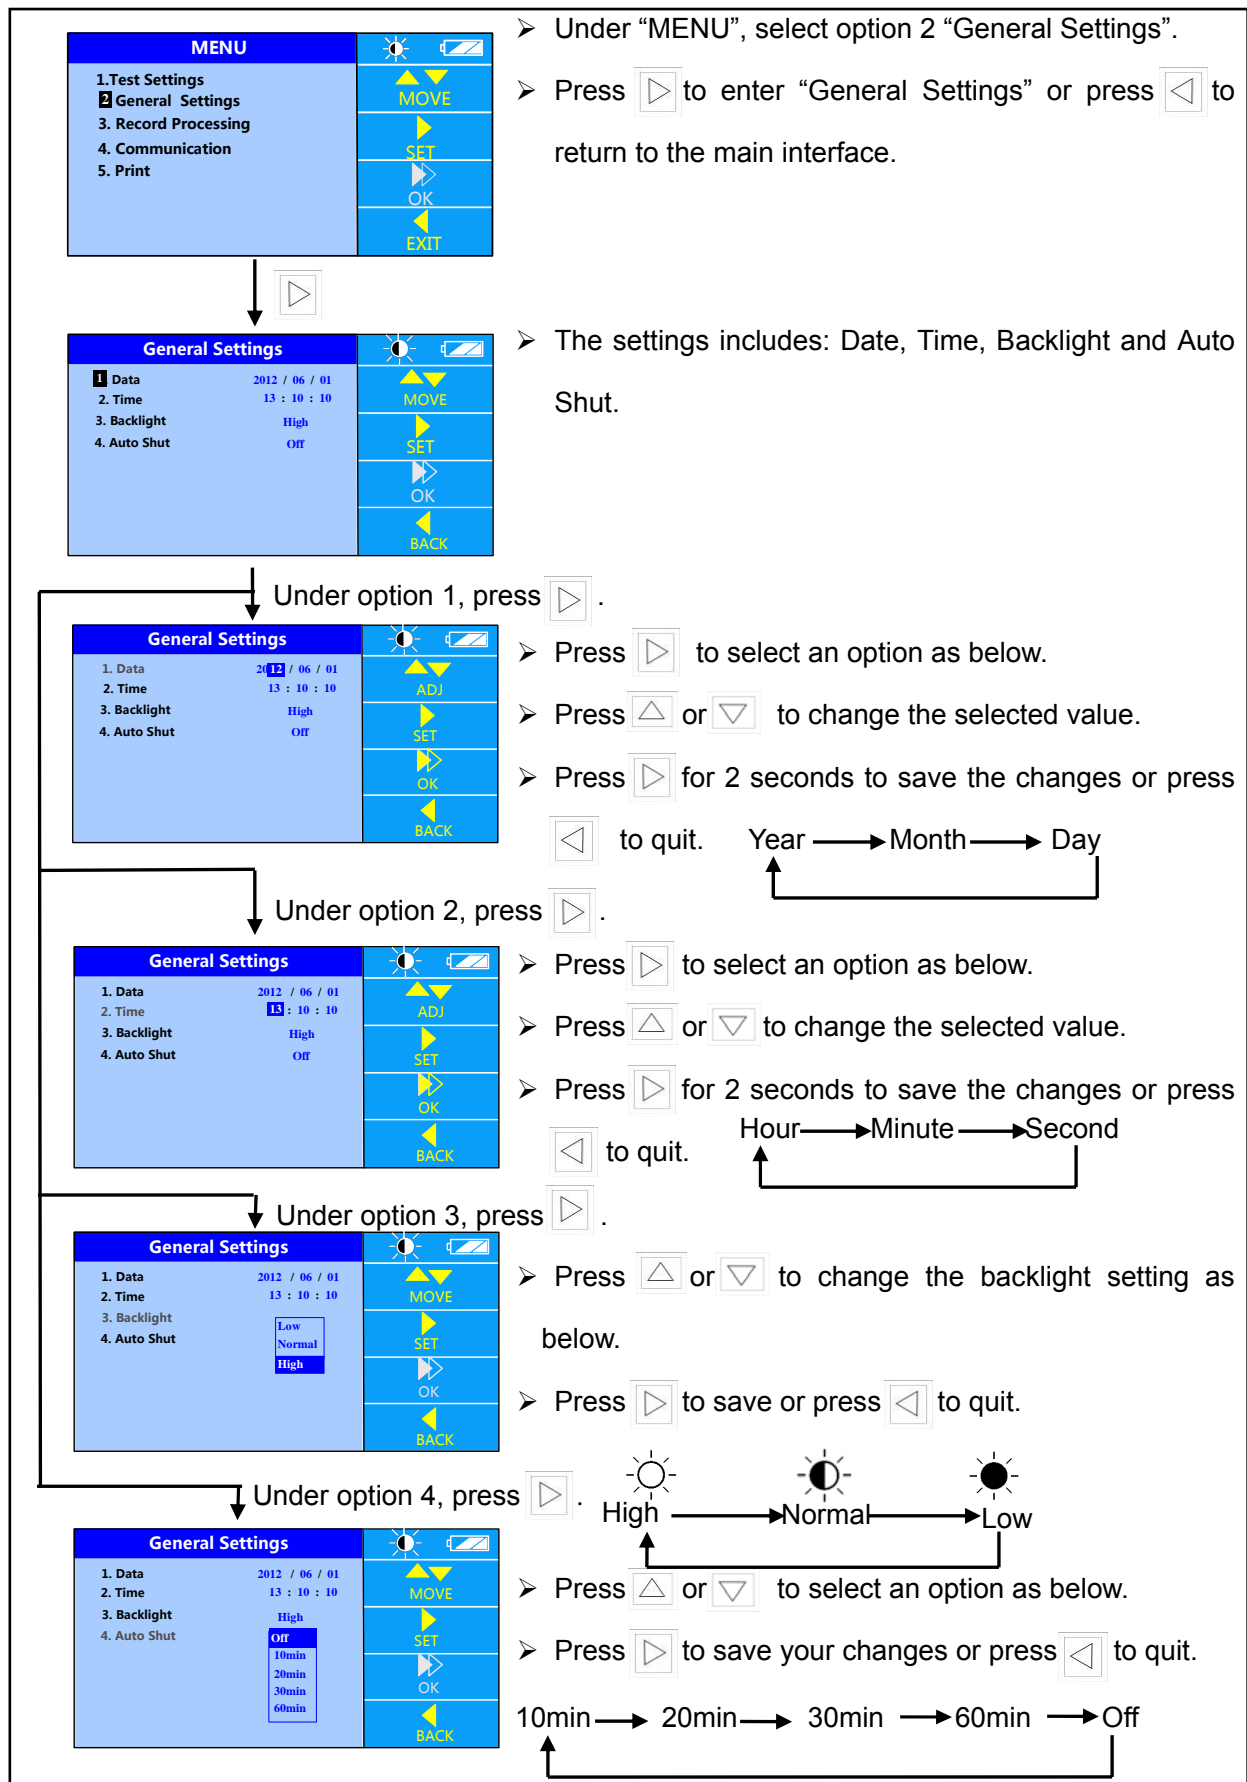 MENU
1.Test Settings
2 General Settings
3. Record Processing
4. Communication
5. Print
MOVE
SET
OK
EXIT
➢ Under “MENU”, select option 2 “General Settings”.
➢ Press to enter “General Settings” or press to
return to the main interface.
General Settings
1 Data 2012 / 06 / 01
2. Time 13 : 10 : 10
3. Backlight High
4. Auto Shut Off
MOVE
SET
OK
BACK
➢ The settings includes: Date, Time, Backlight and Auto
Shut.
Under option 1, press .
General Settings
1. Data 2012 / 06 / 01
2. Time 13 : 10 : 10
3. Backlight High
4. Auto Shut Off
ADJ
SET
OK
BACK
➢ Press to select an option as below.
➢ Press or to change the selected value.
➢ Press for 2 seconds to save the changes or press
to quit. Year Month Day
Under option 2, press .
General Settings
1. Data 2012 / 06 / 01
2. Time 13 : 10 : 10
3. Backlight High
4. Auto Shut Off
ADJ
SET
OK
BACK
➢ Press to select an option as below.
➢ Press or to change the selected value.
➢ Press for 2 seconds to save the changes or press
to quit. Hour Minute Second
Under option 3, press .
General Settings
1. Data 2012 / 06 / 01
2. Time 13 : 10 : 10
3. Backlight
4. Auto Shut
Low
Normal
High
MOVE
SET
OK
BACK
➢ Press or to change the backlight setting as
below.
➢ Press to save or press to quit.
High Normal Low
Under option 4, press .
General Settings
1. Data 2012 / 06 / 01
2. Time 13 : 10 : 10
3. Backlight High
4. Auto Shut
Off
10min
20min
30min
60min
MOVE
SET
OK
BACK
➢ Press or to select an option as below.
➢ Press to save your changes or press to quit.
10min 20min 30min 60min Off